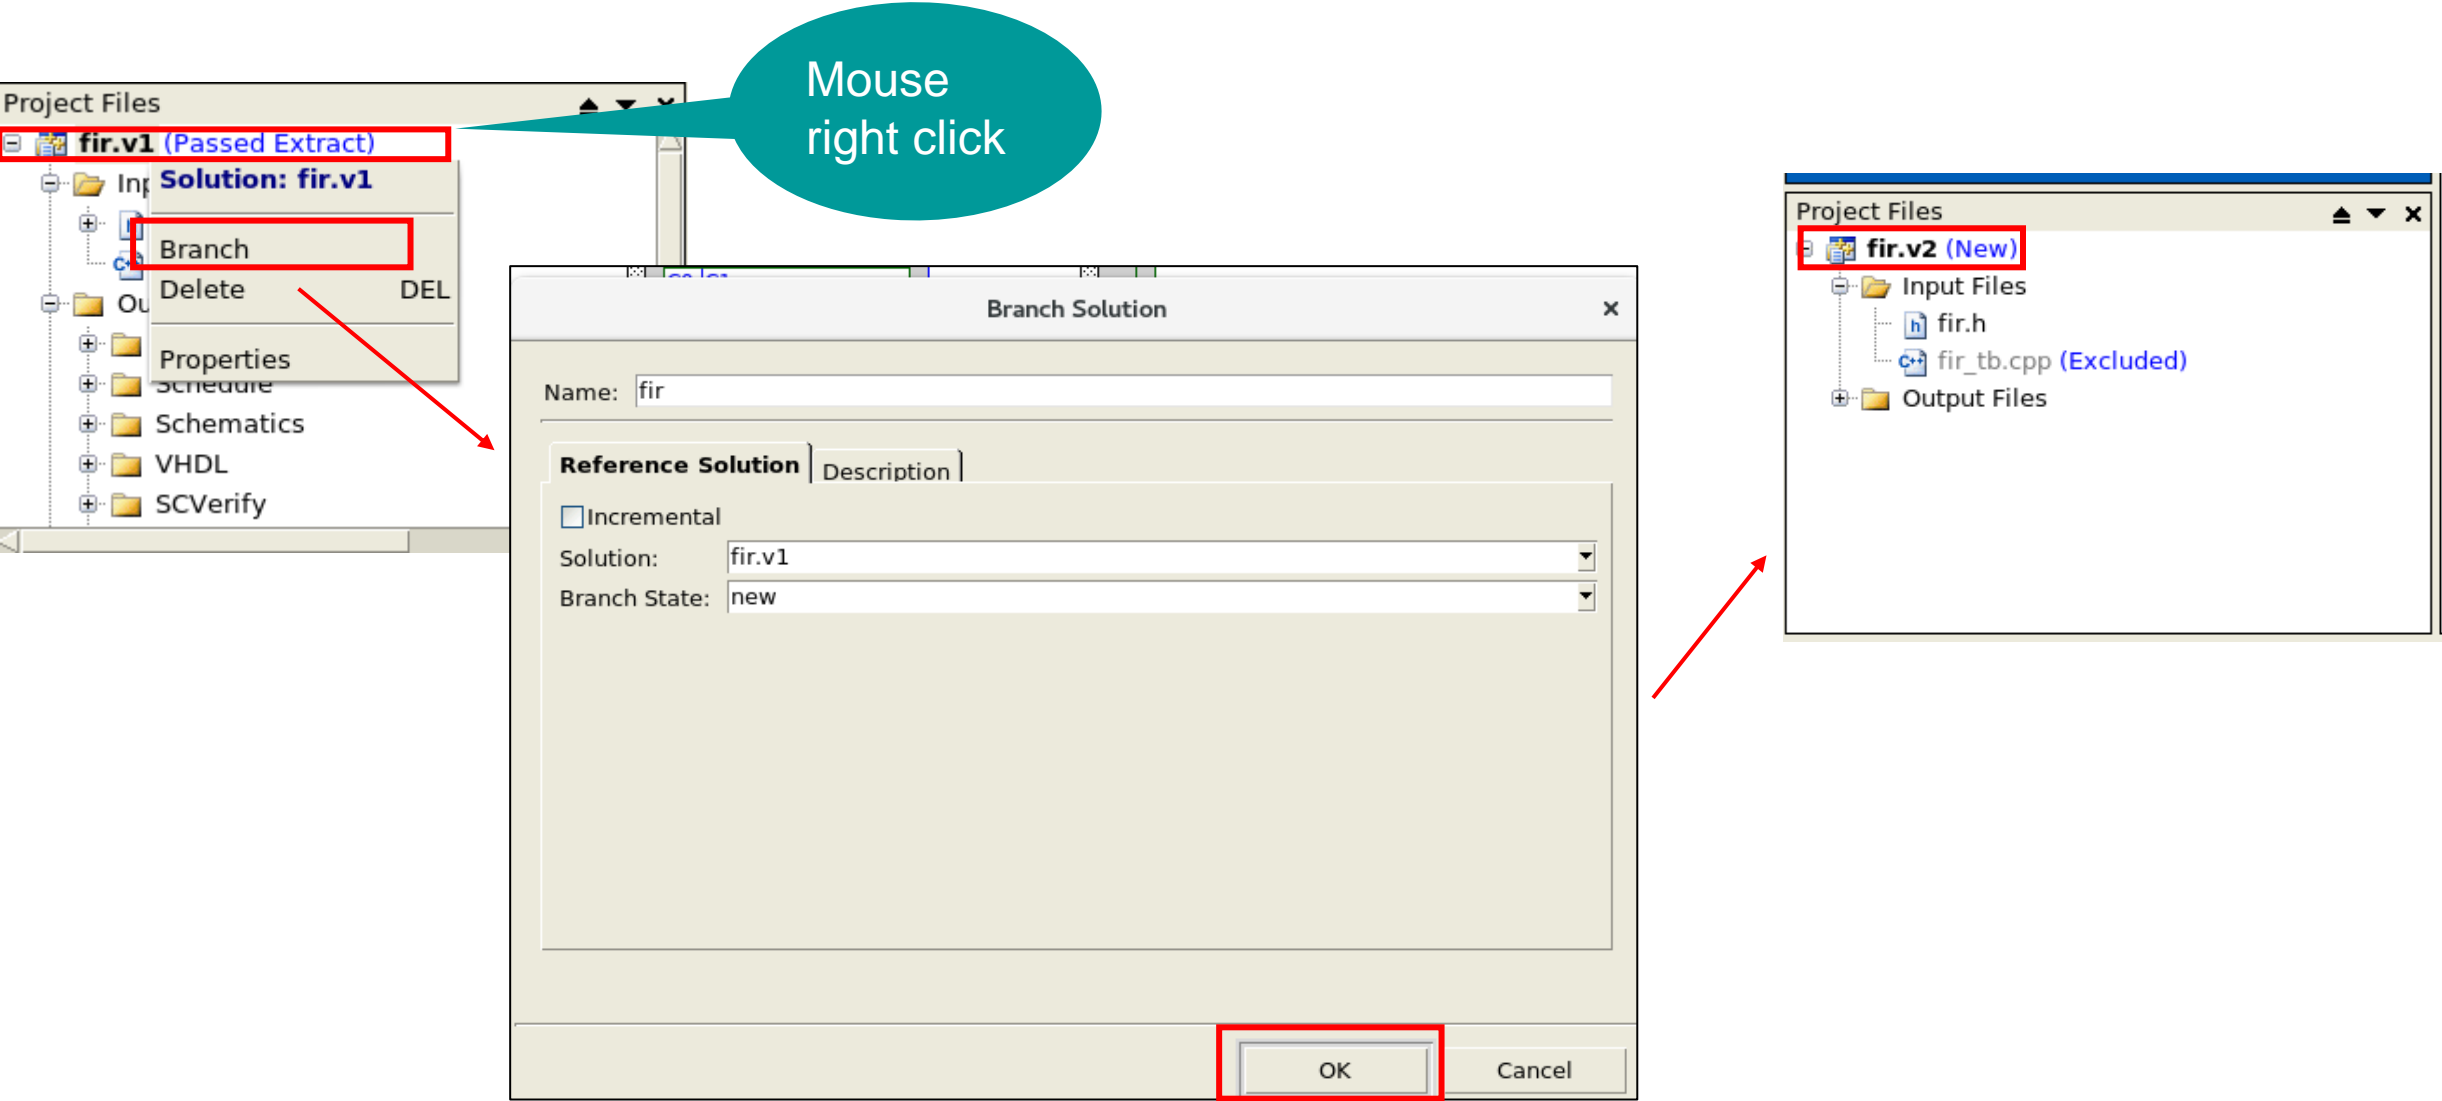 Mouse
right click
Project Files
fir.v1 (Passed Extract)
Solution: fir.v1
Branch
Delete DEL
Properties
Schedule
Schematics
VHDL
SCVerify
Branch Solution
Name: fir
Reference Solution
Description
Incremental
Solution: fir.v1
Branch State: new
OK
Cancel
Project Files
fir.v2 (New)
Input Files
h fir.h
C++ fir_tb.cpp (Excluded)
Output Files